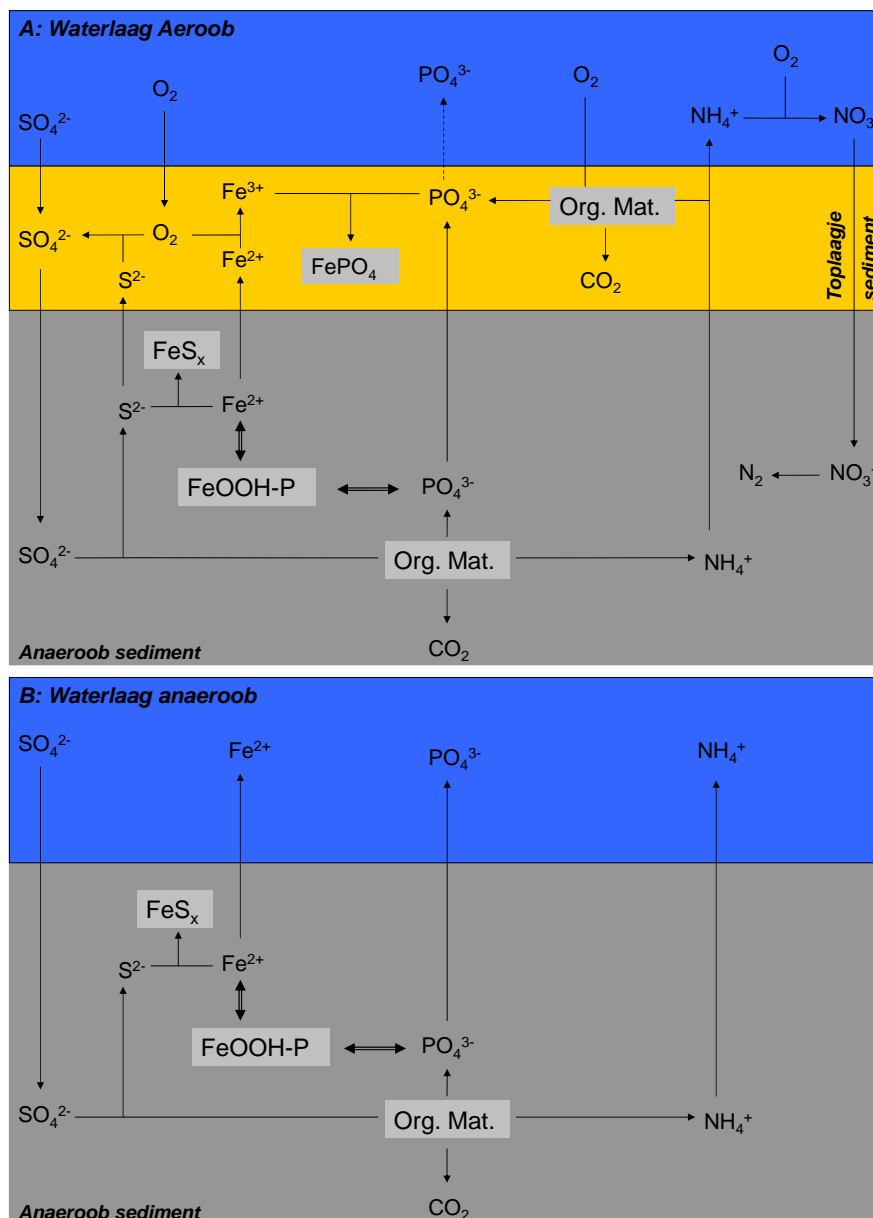 A: Waterlaag Aeroob
O₂
PO₄³⁻
O₂
O₂
SO₄²⁻
NH₄⁺
NO₃⁻
Fe³⁺
PO₄³⁻
Org. Mat.
SO₄²⁻
O₂
Fe²⁺
FePO₄
CO₂
S²⁻
Toplaagje
sediment
FeSₓ
S²⁻
Fe²⁺
FeOOH-P
PO₄³⁻
N₂
NO₃⁻
SO₄²⁻
Org. Mat.
NH₄⁺
CO₂
Anaeroob sediment
B: Waterlaag anaeroob
SO₄²⁻
Fe²⁺
PO₄³⁻
NH₄⁺
FeSₓ
S²⁻
Fe²⁺
FeOOH-P
PO₄³⁻
SO₄²⁻
Org. Mat.
NH₄⁺
CO₂
Anaeroob sediment